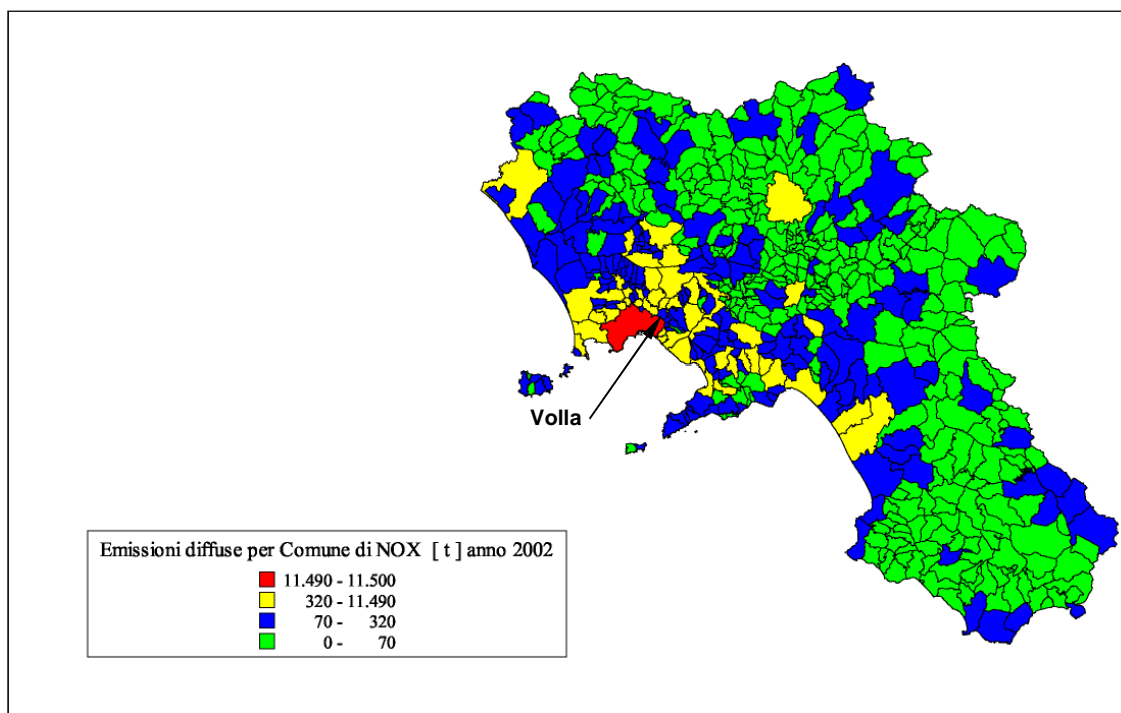 Volla
Emissioni diffuse per Comune di NOX [ t ] anno 2002
11.490 - 11.500
320 - 11.490
70 - 320
0 - 70